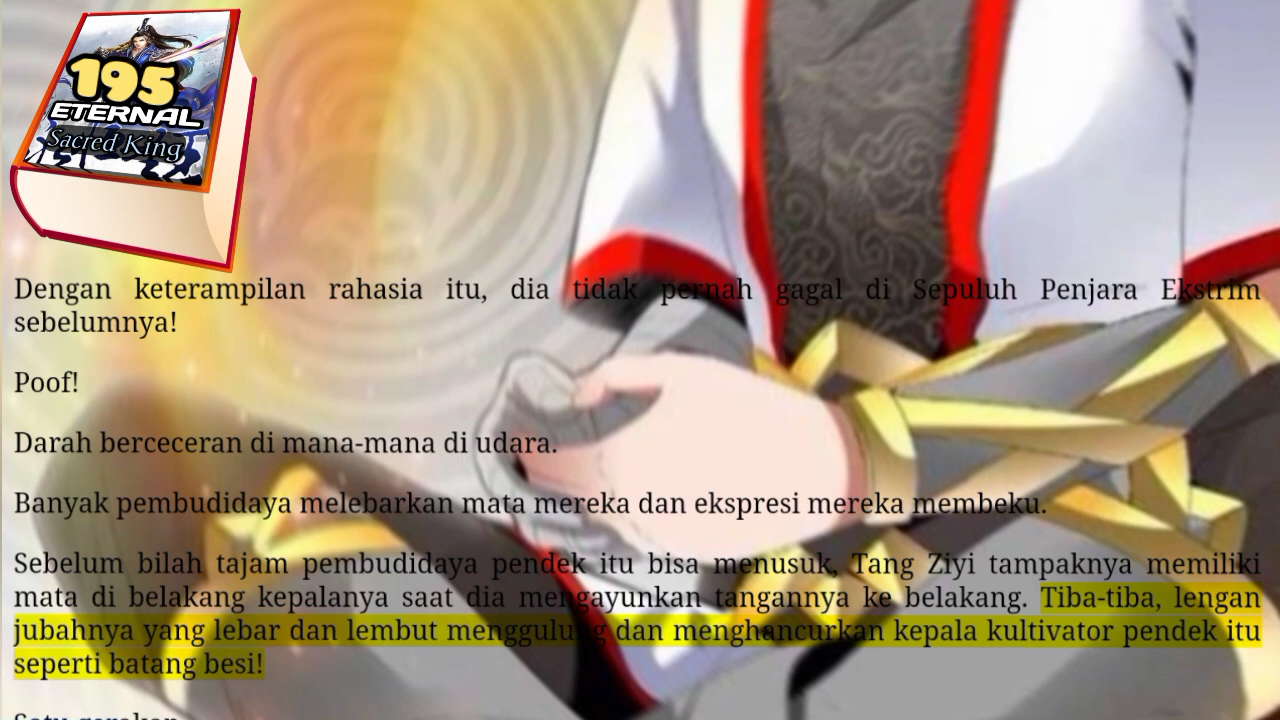 195
ETERNAL
Sacred King
Dengan keterampilan rahasia itu, dia tidak pernah gagal di Sepuluh Penjara Ekstrim
sebelumnya!
Poof!
Darah berceceran di mana-mana di udara.
Banyak pembudidaya melebarkan mata mereka dan ekspresi mereka membeku.
Sebelum bilah tajam pembudidaya pendek itu bisa menusuk, Tang Ziyi tampaknya memiliki
mata di belakang kepalanya saat dia mengayunkan tangannya ke belakang. Tiba-tiba, lengan
jubahnya yang lebar dan lembut menggulung dan menghancurkan kepala kultivator pendek itu
seperti batang besi!
Satu gerakan